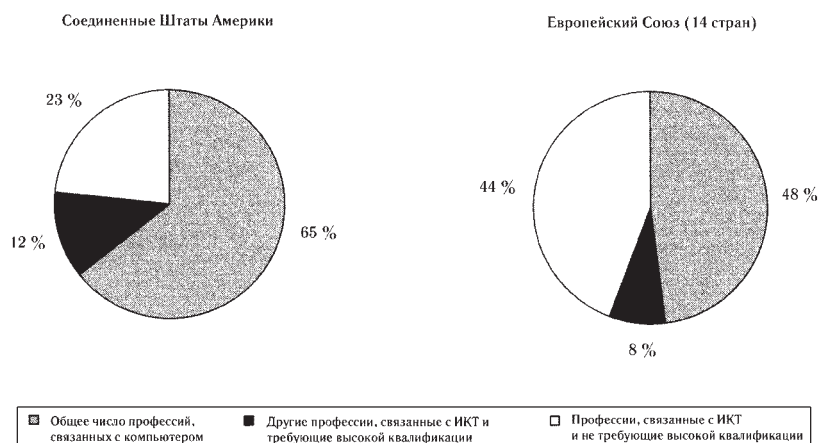 Соединенные Штаты Америки
Европейский Союз (14 стран)
23 %
12 %
65 %
44 %
48 %
8 %
Общее число профессий,
связанных с компьютером
Другие профессии, связанные с ИКТ и
требующие высокой квалификации
Профессии, связанные с ИКТ
и не требующие высокой квалификации